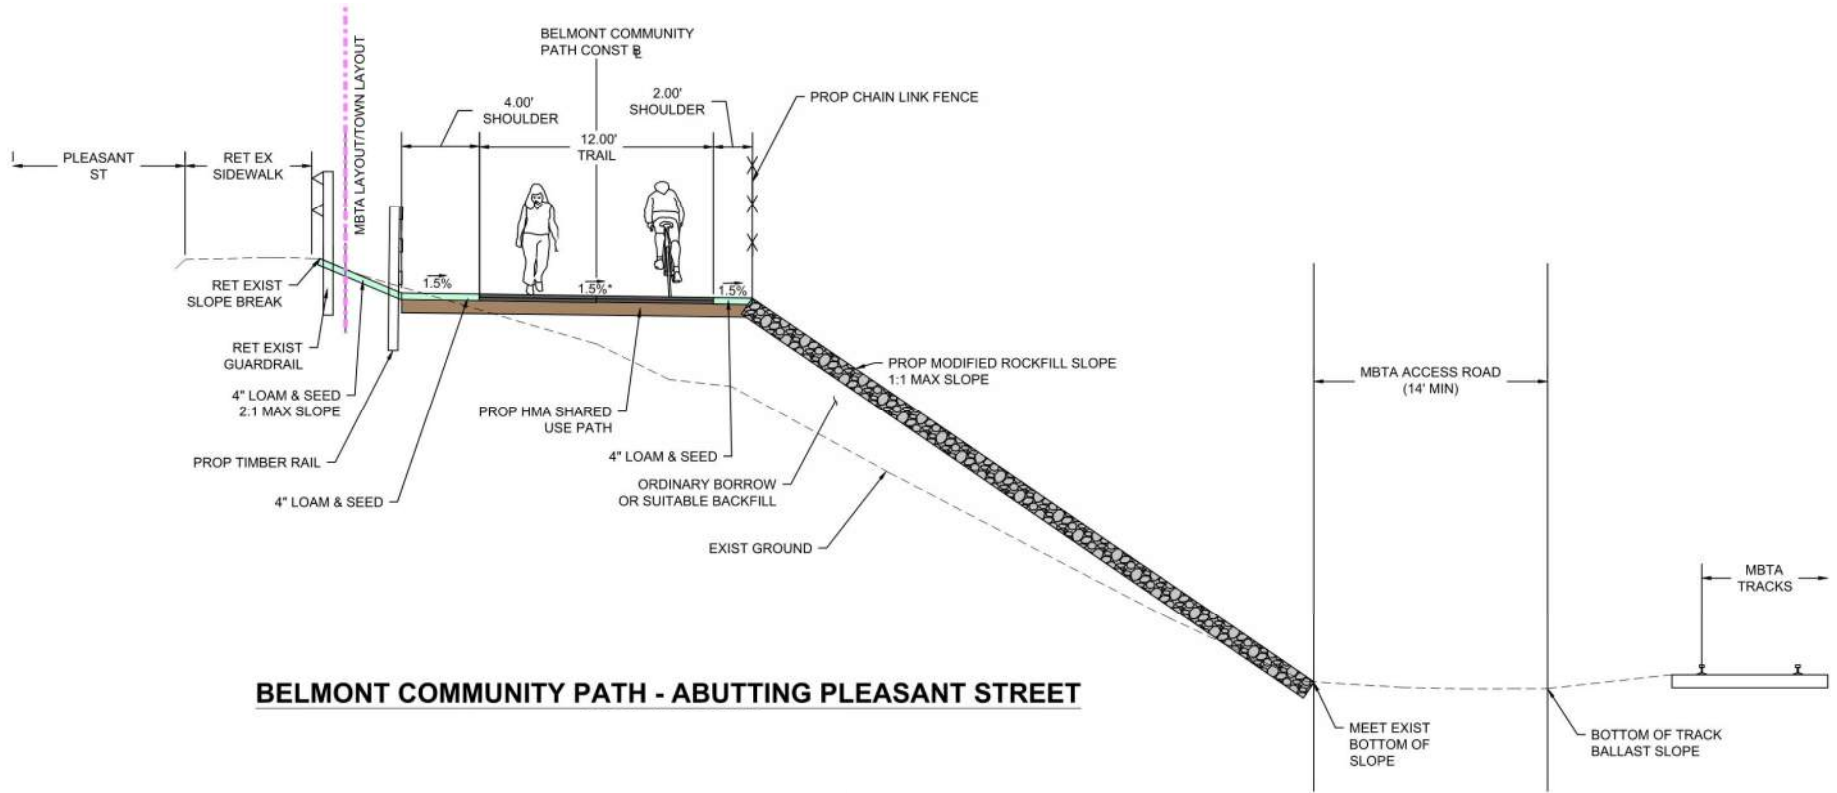 BELMONT COMMUNITY
PATH CONST ℄
MBTA LAYOUT/TOWN LAYOUT
4.00'
SHOULDER
2.00'
SHOULDER
PROP CHAIN LINK FENCE
12.00'
TRAIL
PLEASANT
ST
RET EX
SIDEWALK
1.5%
1.5%*
1.5%
RET EXIST
SLOPE BREAK
RET EXIST
GUARDRAIL
4" LOAM & SEED
2:1 MAX SLOPE
PROP TIMBER RAIL
4" LOAM & SEED
PROP HMA SHARED
USE PATH
4" LOAM & SEED
ORDINARY BORROW
OR SUITABLE BACKFILL
EXIST GROUND
PROP MODIFIED ROCKFILL SLOPE
1:1 MAX SLOPE
MBTA ACCESS ROAD
(14' MIN)
MBTA
TRACKS
BELMONT COMMUNITY PATH - ABUTTING PLEASANT STREET
MEET EXIST
BOTTOM OF
SLOPE
BOTTOM OF TRACK
BALLAST SLOPE